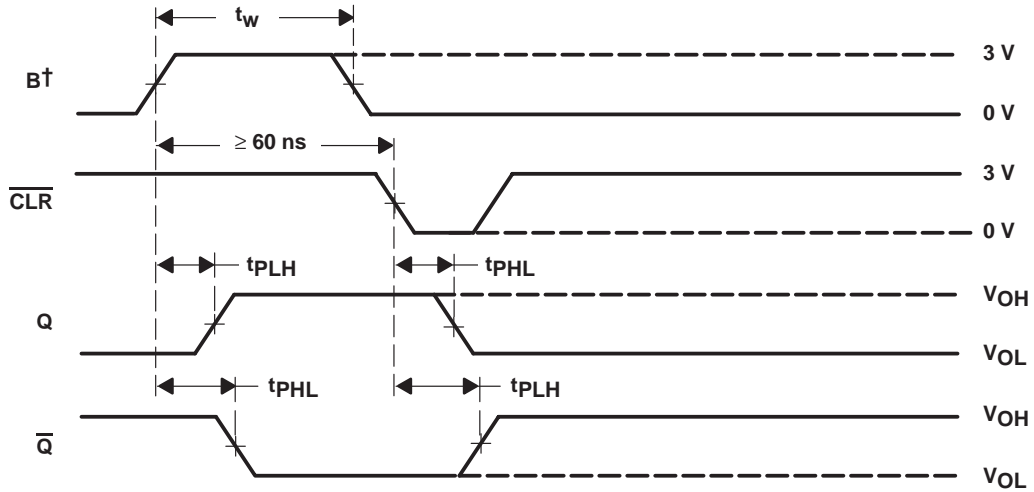 tw
B†
3 V
0 V
≥ 60 ns
CLR
3 V
0 V
tPLH
tPHL
Q
VOH
VOL
tPHL
tPLH
Q
VOH
VOL